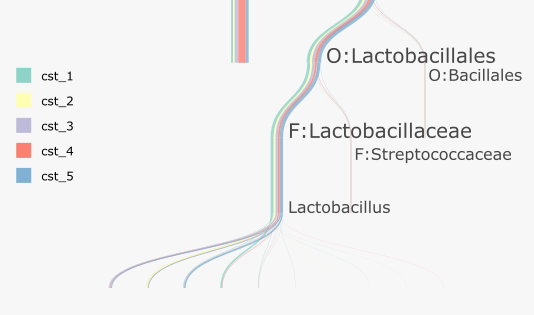 O:Lactobacillales
O:Bacillales
cst_1
cst_2
cst_3
cst_4
cst_5
F:Lactobacillaceae
F:Streptococcaceae
Lactobacillus